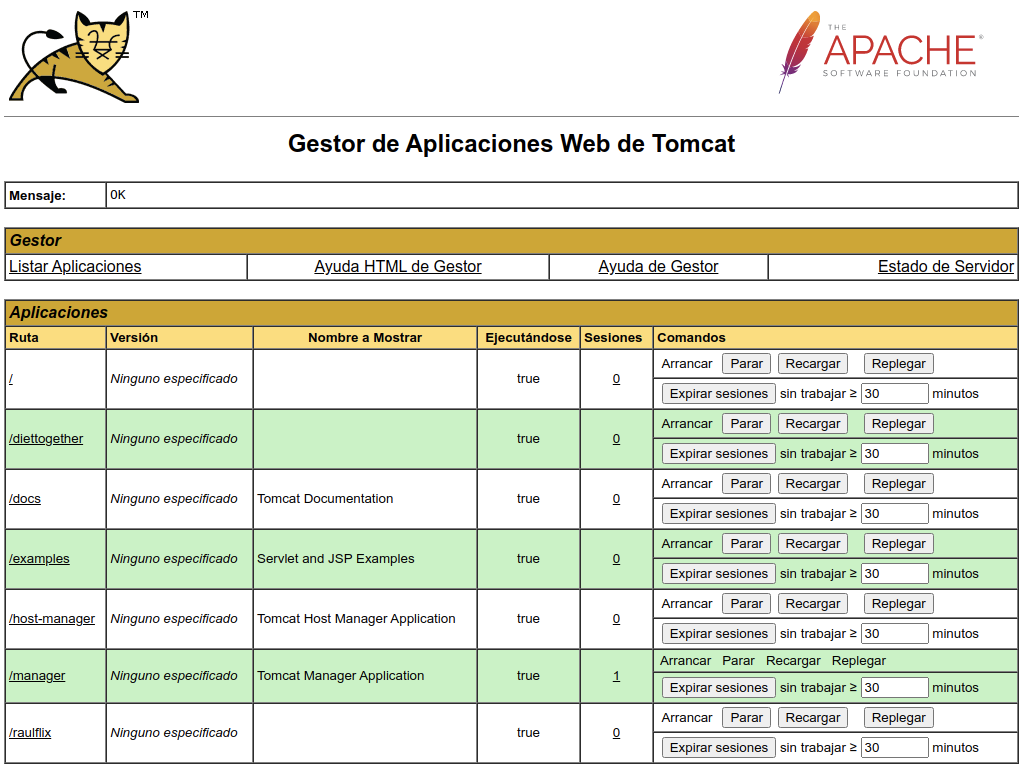 TM
THE
APACHE®
SOFTWARE FOUNDATION
Gestor de Aplicaciones Web de Tomcat
Mensaje: OK
Gestor
Listar Aplicaciones Ayuda HTML de Gestor Ayuda de Gestor Estado de Servidor
Aplicaciones
Ruta Versión Nombre a Mostrar Ejecutándose Sesiones Comandos
/ Ninguno especificado true 0 Arrancar Parar Recargar Replegar
Expirar sesiones sin trabajar ≥ 30 minutos
/diettogether Ninguno especificado true 0 Arrancar Parar Recargar Replegar
Expirar sesiones sin trabajar ≥ 30 minutos
/docs Ninguno especificado Tomcat Documentation true 0 Arrancar Parar Recargar Replegar
Expirar sesiones sin trabajar ≥ 30 minutos
/examples Ninguno especificado Servlet and JSP Examples true 0 Arrancar Parar Recargar Replegar
Expirar sesiones sin trabajar ≥ 30 minutos
/host-manager Ninguno especificado Tomcat Host Manager Application true 0 Arrancar Parar Recargar Replegar
Expirar sesiones sin trabajar ≥ 30 minutos
/manager Ninguno especificado Tomcat Manager Application true 1 Arrancar Parar Recargar Replegar
Expirar sesiones sin trabajar ≥ 30 minutos
/raulflix Ninguno especificado true 0 Arrancar Parar Recargar Replegar
Expirar sesiones sin trabajar ≥ 30 minutos